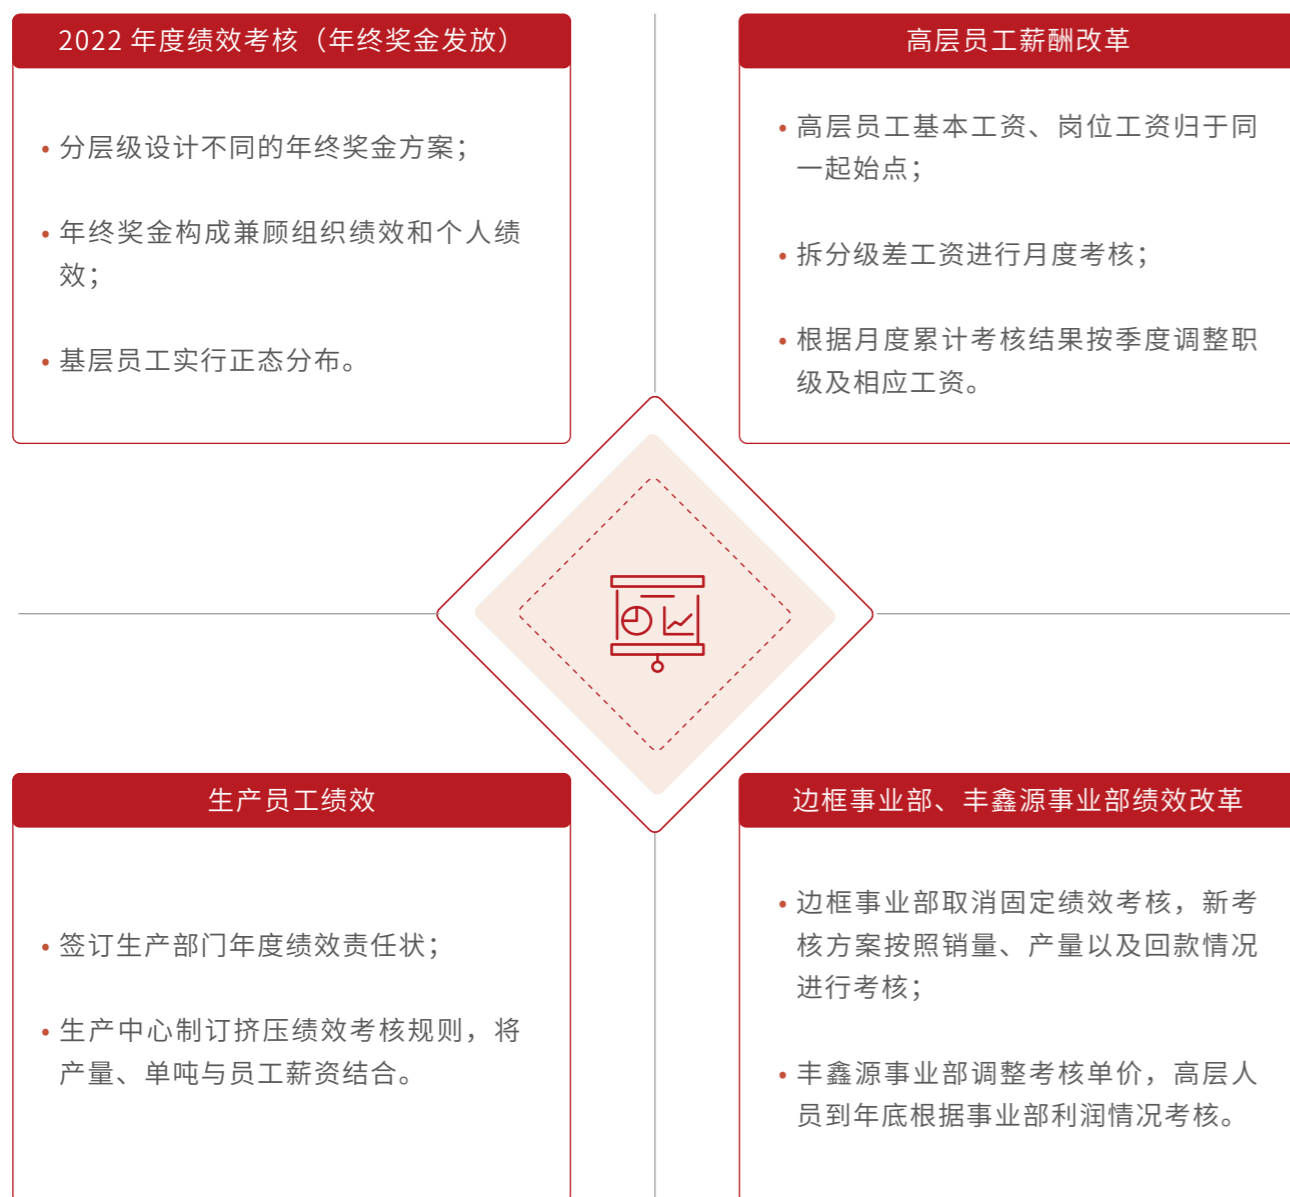 2022 年度绩效考核（年终奖金发放）
• 分层级设计不同的年终奖金方案；
• 年终奖金构成兼顾组织绩效和个人绩
效；
• 基层员工实行正态分布。
高层员工薪酬改革
• 高层员工基本工资、岗位工资归于同
一起始点；
• 拆分级差工资进行月度考核；
• 根据月度累计考核结果按季度调整职
级及相应工资。
生产员工绩效
• 签订生产部门年度绩效责任状；
• 生产中心制订挤压绩效考核规则，将
产量、单吨与员工薪资结合。
边框事业部、丰鑫源事业部绩效改革
• 边框事业部取消固定绩效考核，新考
核方案按照销量、产量以及回款情况
进行考核；
• 丰鑫源事业部调整考核单价，高层人
员到年底根据事业部利润情况考核。